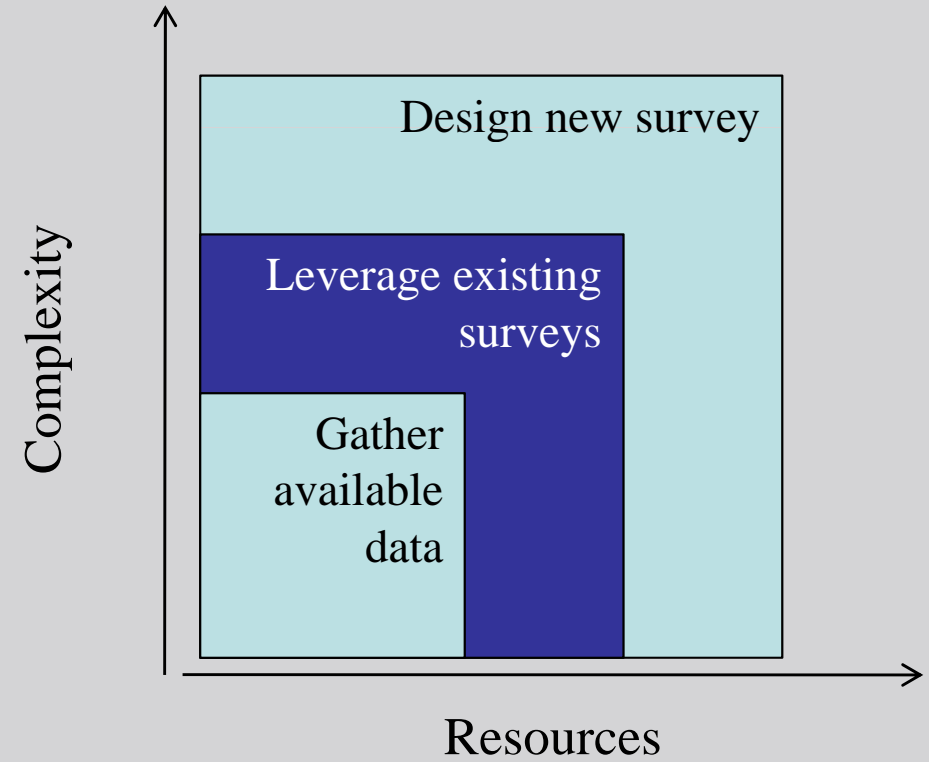 Design new survey
Leverage existing
surveys
Gather
available
data
Complexity
Resources